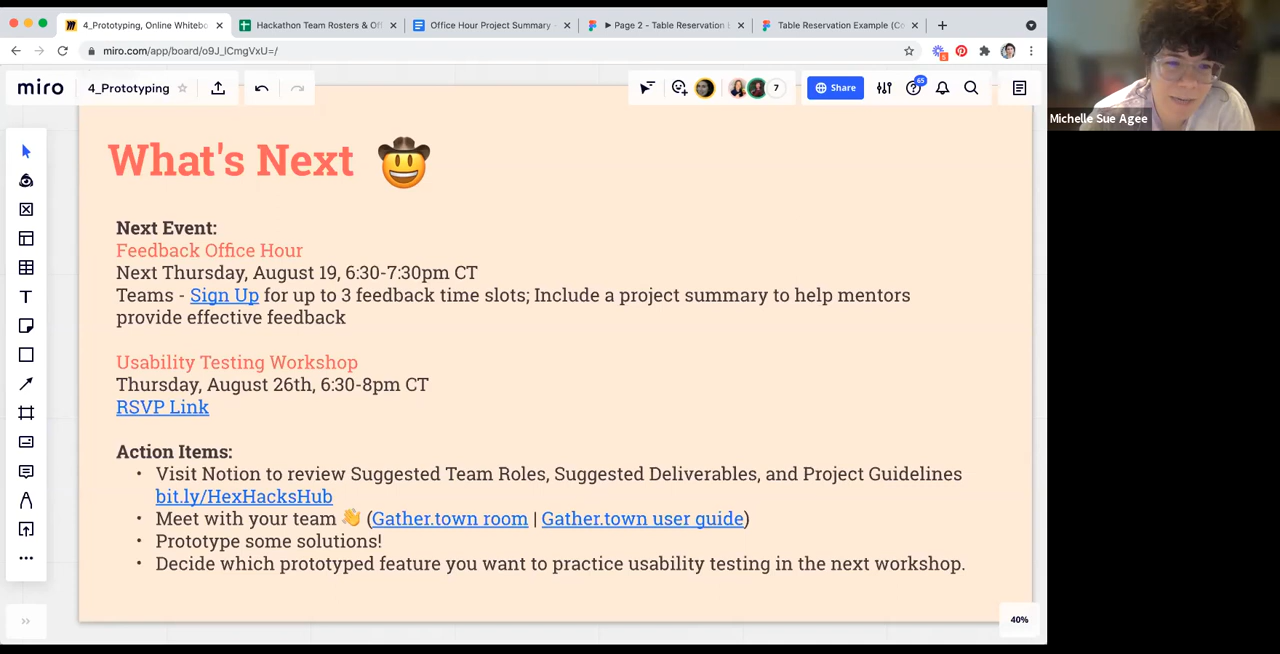 4_Prototyping, Online Whitebo
Hackathon Team Rosters & Of
Office Hour Project Summary -
Page 2 - Table Reservation
Table Reservation Example (Co
miro.com/app/board/o9J_lCmgVxU=/
5
miro
4_Prototyping
7
Share
65
Michelle Sue Agee
What's Next
Next Event:
Feedback Office Hour
Next Thursday, August 19, 6:30-7:30pm CT
Teams - Sign Up for up to 3 feedback time slots; Include a project summary to help mentors
provide effective feedback
Usability Testing Workshop
Thursday, August 26th, 6:30-8pm CT
RSVP Link
Action Items:
• Visit Notion to review Suggested Team Roles, Suggested Deliverables, and Project Guidelines
bit.ly/HexHacksHub
• Meet with your team 👋 (Gather.town room | Gather.town user guide)
• Prototype some solutions!
• Decide which prototyped feature you want to practice usability testing in the next workshop.
40%